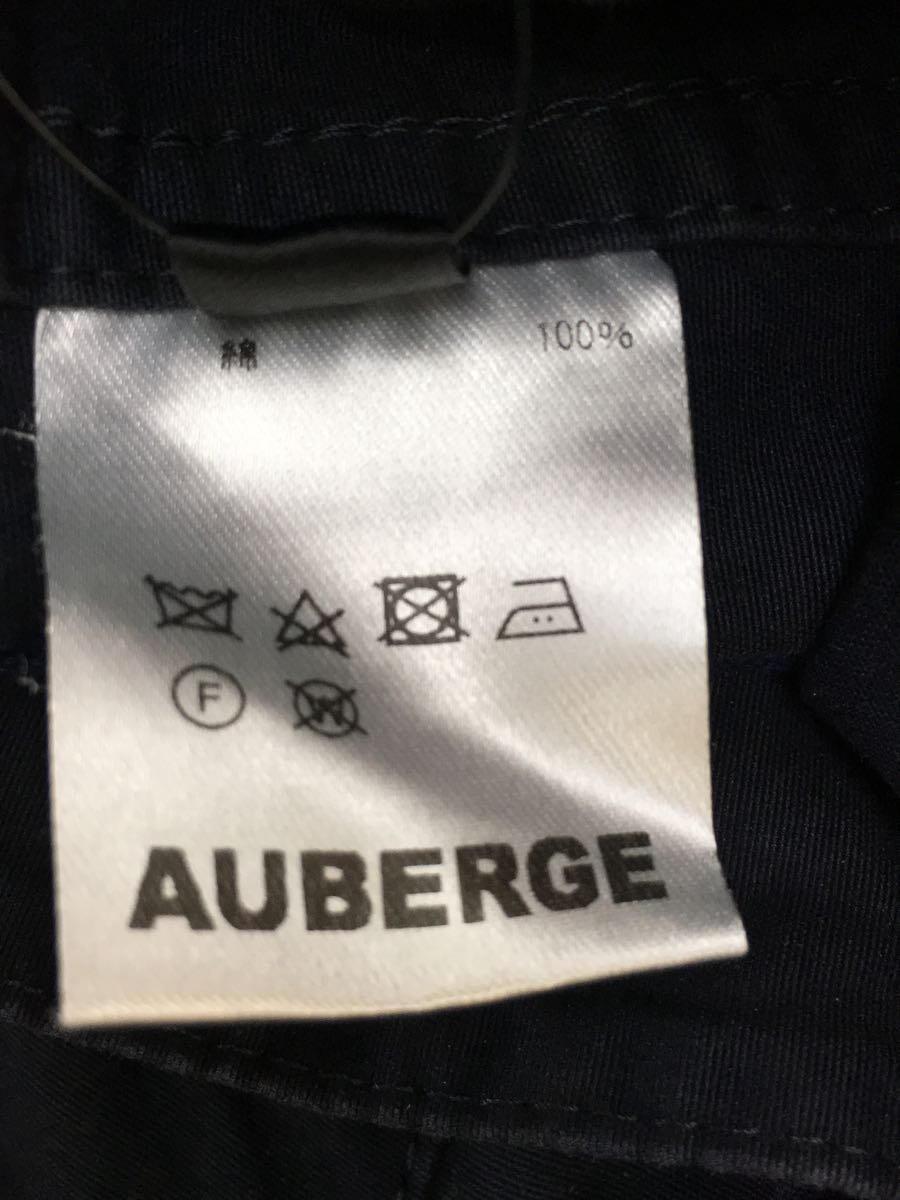 綿 100%
F
W
AUBERGE